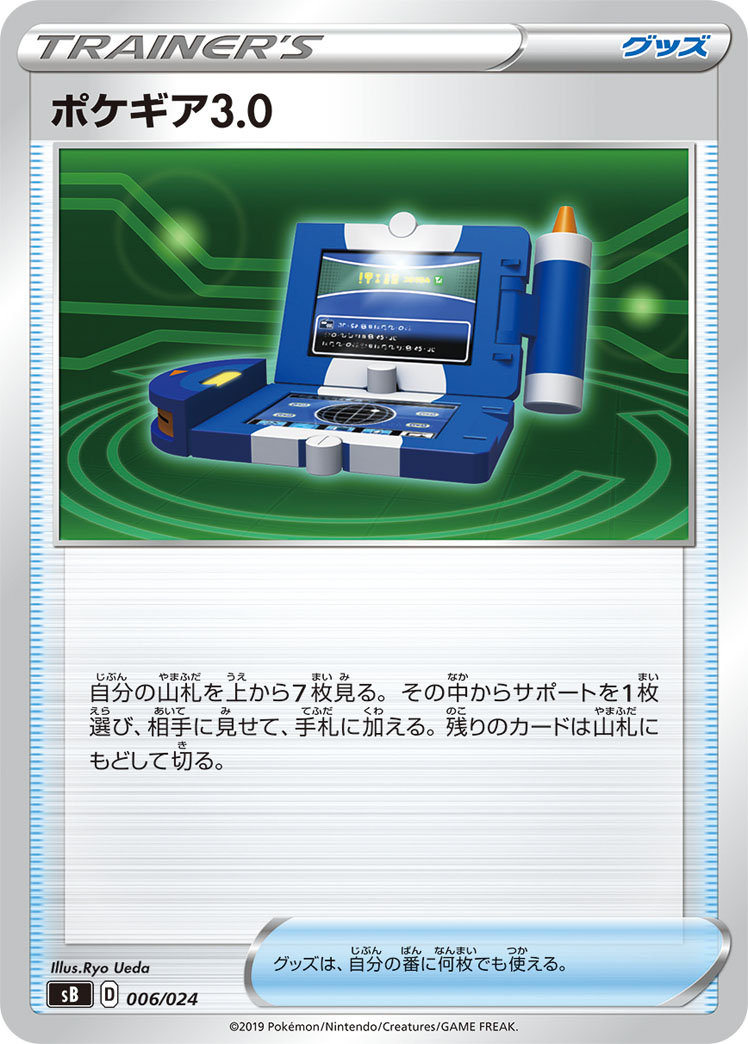 TRAINER'S
グッズ
ポケギア3.0
自分の山札を上から7枚見る。その中からサポートを1枚
選び、相手に見せて、手札に加える。残りのカードは山札に
もどして切る。
Illus.Ryo Ueda
グッズは、自分の番に何枚でも使える。
sB D 006/024
©2019 Pokémon/Nintendo/Creatures/GAME FREAK.